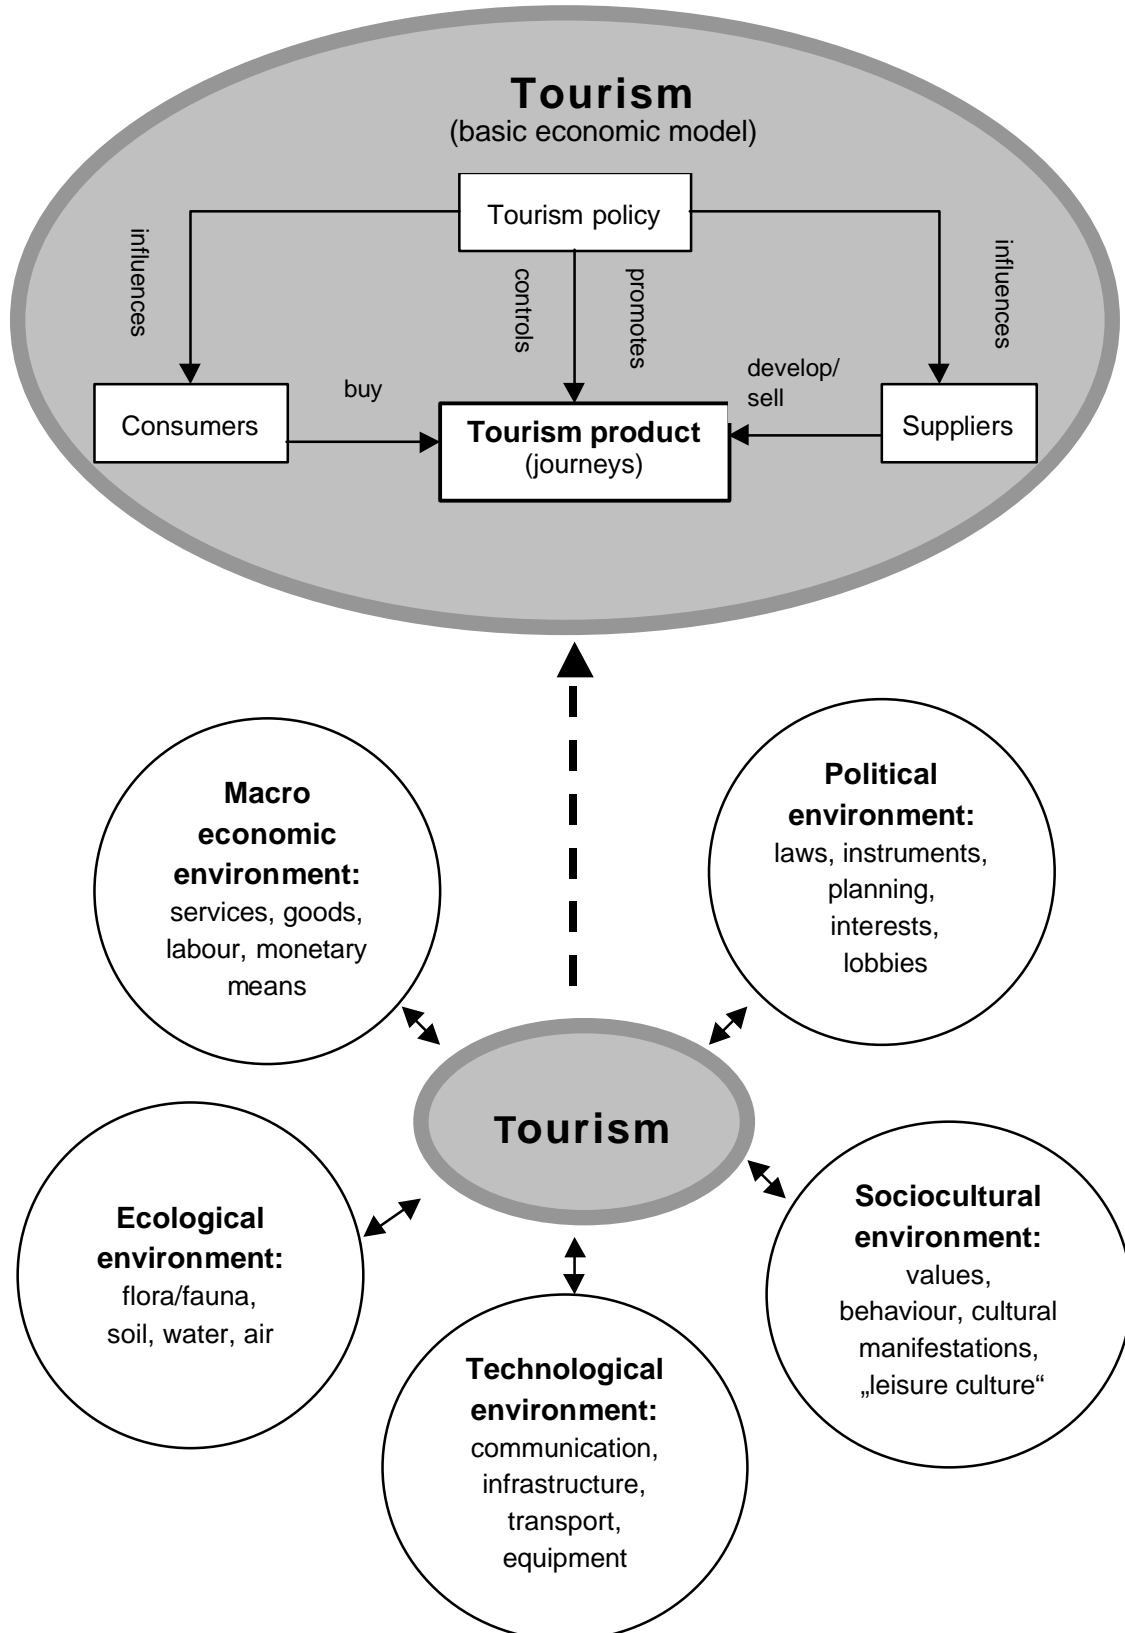 Tourism
(basic economic model)
Tourism policy
influences
controls
promotes
influences
buy
develop/
sell
Consumers
Tourism product
(journeys)
Suppliers
Macro
economic
environment:
services, goods,
labour, monetary
means
Political
environment:
laws, instruments,
planning,
interests,
lobbies
Tourism
Ecological
environment:
flora/fauna,
soil, water, air
Sociocultural
environment:
values,
behaviour, cultural
manifestations,
„leisure culture“
Technological
environment:
communication,
infrastructure,
transport,
equipment